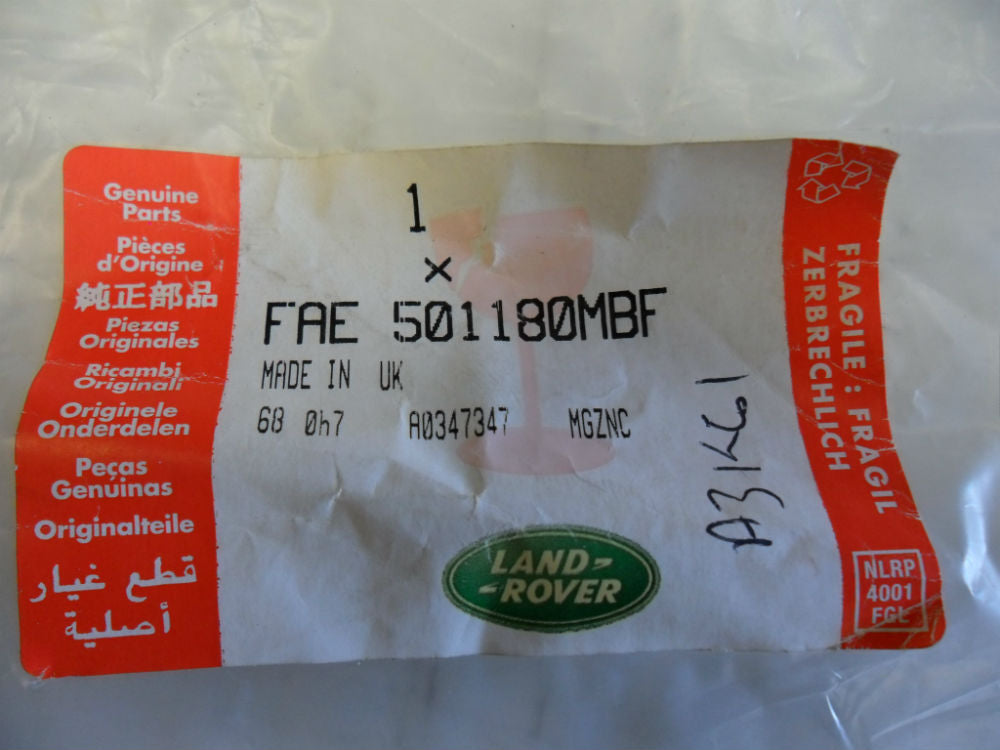 Genuine
Parts
Pièces
d'Origine
純正部品
Piezas
Originales
Ricambi
Originali
Originele
Onderdelen
Peças
Genuinas
Originalteile
قطع غيار
أصلية
1
×
FAE 501180MBF
MADE IN UK
68 0h7 A0347347 MGZNC
LAND-
-ROVER
FRAGILE : FRAGIL
ZERBRECHLICH
NLRP
4001
FGL